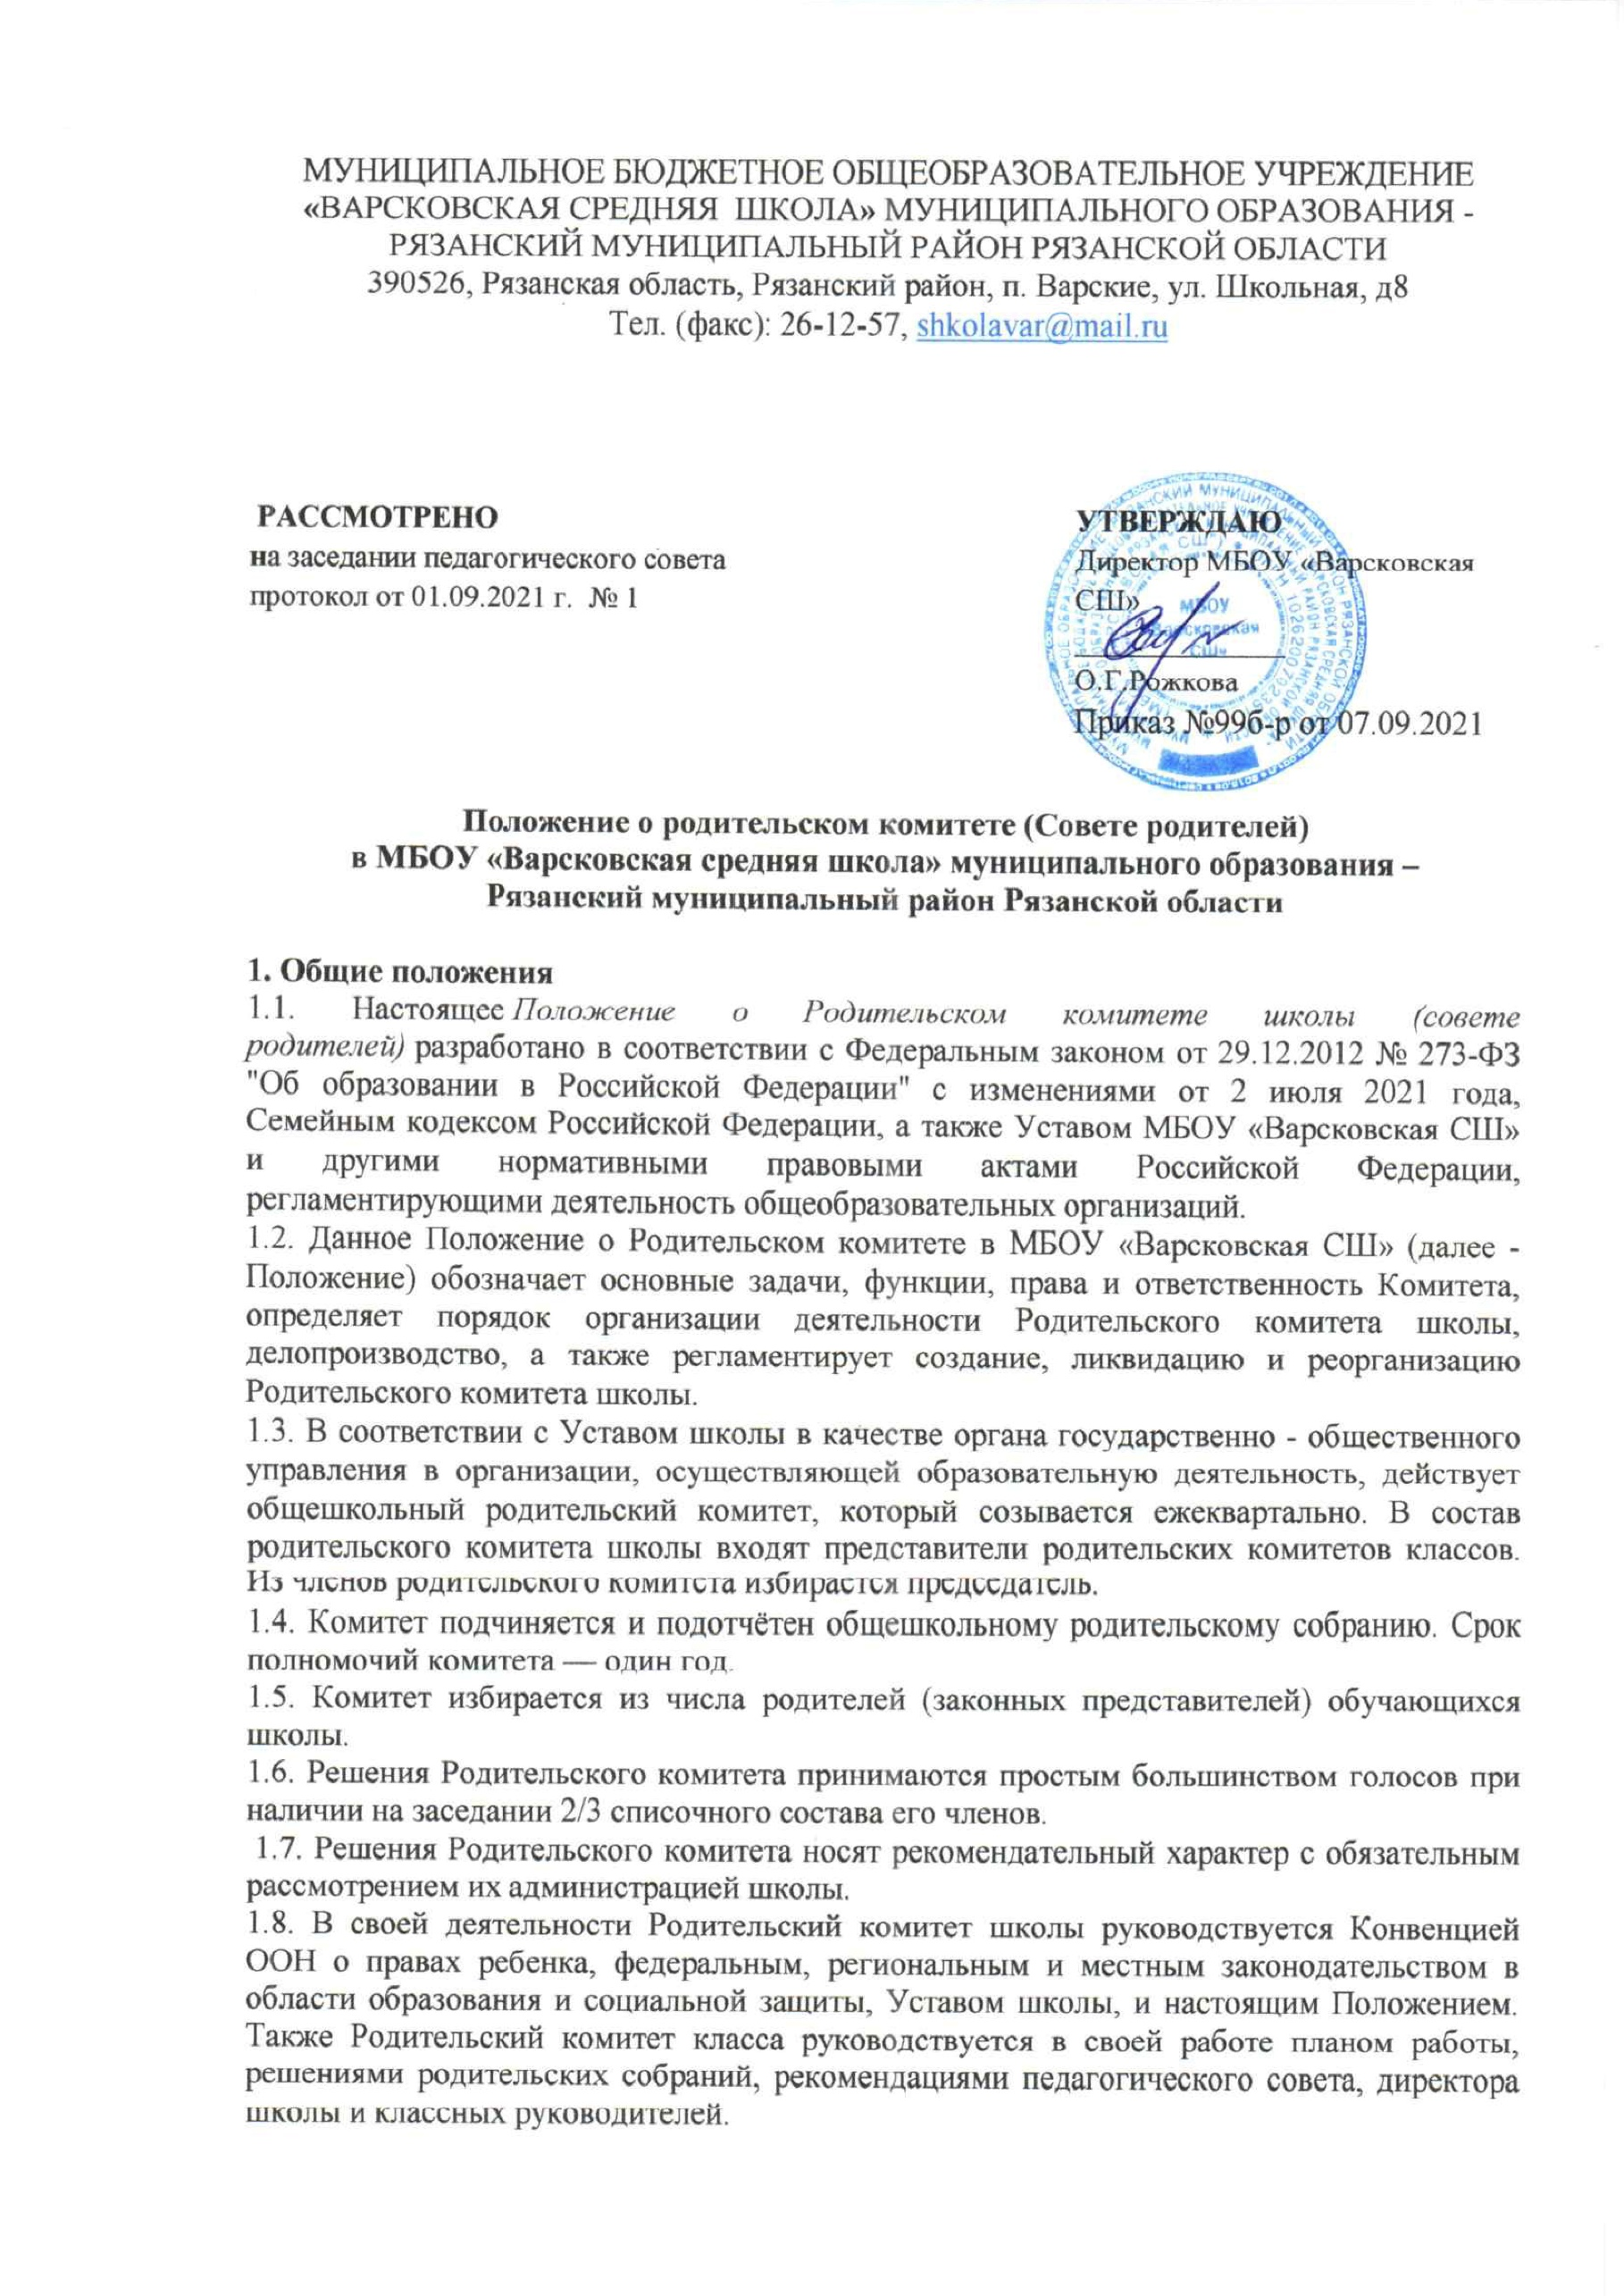 МУНИЦИПАЛЬНОЕ БЮДЖЕТНОЕ ОБЩЕОБРАЗОВАТЕЛЬНОЕ УЧРЕЖДЕНИЕ
«ВАРСКОВСКАЯ СРЕДНЯЯ ШКОЛА» МУНИЦИПАЛЬНОГО ОБРАЗОВАНИЯ -
РЯЗАНСКИЙ МУНИЦИПАЛЬНЫЙ РАЙОН РЯЗАНСКОЙ ОБЛАСТИ
390526, Рязанская область, Рязанский район, п. Варские, ул. Школьная, д8
Тел. (факс): 26-12-57, shkolavar@mail.ru
РАССМОТРЕНО
на заседании педагогического совета
протокол от 01.09.2021 г. № 1
УТВЕРЖДАЮ
Директор МБОУ «Варсковская
СШ»
О.Г.Рожкова
Приказ №99б-р от 07.09.2021
МБОУ
«Варсковская
СШ»
Положение о родительском комитете (Совете родителей)
в МБОУ «Варсковская средняя школа» муниципального образования –
Рязанский муниципальный район Рязанской области
1. Общие положения
1.1. Настоящее Положение о Родительском комитете школы (совете
родителей) разработано в соответствии с Федеральным законом от 29.12.2012 № 273-ФЗ
"Об образовании в Российской Федерации" с изменениями от 2 июля 2021 года,
Семейным кодексом Российской Федерации, а также Уставом МБОУ «Варсковская СШ»
и другими нормативными правовыми актами Российской Федерации,
регламентирующими деятельность общеобразовательных организаций.
1.2. Данное Положение о Родительском комитете в МБОУ «Варсковская СШ» (далее -
Положение) обозначает основные задачи, функции, права и ответственность Комитета,
определяет порядок организации деятельности Родительского комитета школы,
делопроизводство, а также регламентирует создание, ликвидацию и реорганизацию
Родительского комитета школы.
1.3. В соответствии с Уставом школы в качестве органа государственно - общественного
управления в организации, осуществляющей образовательную деятельность, действует
общешкольный родительский комитет, который созывается ежеквартально. В состав
родительского комитета школы входят представители родительских комитетов классов.
Из членов родительского комитета избирается председатель.
1.4. Комитет подчиняется и подотчётен общешкольному родительскому собранию. Срок
полномочий комитета — один год.
1.5. Комитет избирается из числа родителей (законных представителей) обучающихся
школы.
1.6. Решения Родительского комитета принимаются простым большинством голосов при
наличии на заседании 2/3 списочного состава его членов.
1.7. Решения Родительского комитета носят рекомендательный характер с обязательным
рассмотрением их администрацией школы.
1.8. В своей деятельности Родительский комитет школы руководствуется Конвенцией
ООН о правах ребенка, федеральным, региональным и местным законодательством в
области образования и социальной защиты, Уставом школы, и настоящим Положением.
Также Родительский комитет класса руководствуется в своей работе планом работы,
решениями родительских собраний, рекомендациями педагогического совета, директора
школы и классных руководителей.